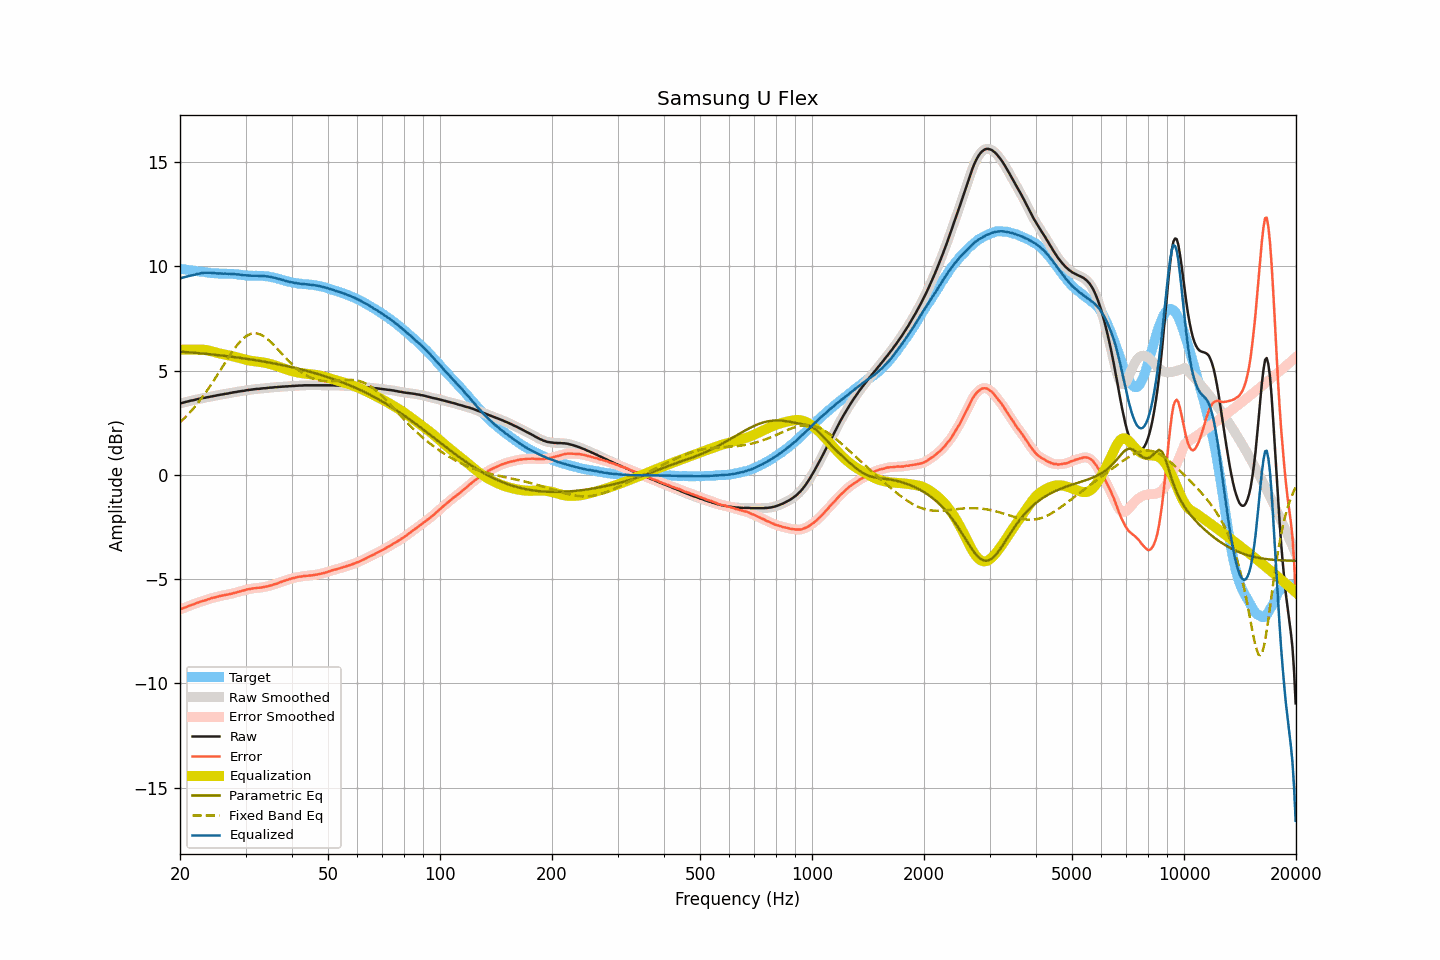 Samsung U Flex
15
10
5
0
−5
−10
−15
Amplitude (dBr)
Target
Raw Smoothed
Error Smoothed
Raw
Error
Equalization
Parametric Eq
Fixed Band Eq
Equalized
20 50 100 200 500 1000 2000 5000 10000 20000
Frequency (Hz)